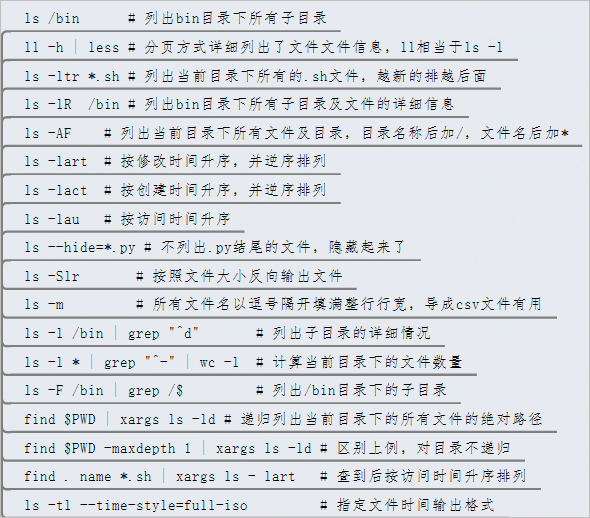 ls /bin # 列出bin目录下所有子目录
ll -h | less # 分页方式详细列出了文件文件信息，ll相当于ls -l
ls -ltr *.sh # 列出当前目录下所有的.sh文件，越新的排越后面
ls -lR /bin # 列出bin目录下所有子目录及文件的详细信息
ls -AF # 列出当前目录下所有文件及目录，目录名称后加/，文件名后加*
ls -lart # 按修改时间升序，并逆序排列
ls -lact # 按创建时间升序，并逆序排列
ls -lau # 按访问时间升序
ls --hide=*.py # 不列出.py结尾的文件，隐藏起来了
ls -Slr # 按照文件大小反向输出文件
ls -m # 所有文件名以逗号隔开填满整行行宽，导成csv文件有用
ls -l /bin | grep "^d" # 列出子目录的详细情况
ls -l * | grep "^-" | wc -l # 计算当前目录下的文件数量
ls -F /bin | grep /$ # 列出/bin目录下的子目录
find $PWD | xargs ls -ld # 递归列出当前目录下的所有文件的绝对路径
find $PWD -maxdepth 1 | xargs ls -ld # 区别上例，对目录不递归
find . name *.sh | xargs ls - lart # 查到后按访问时间升序排列
ls -tl --time-style=full-iso # 指定文件时间输出格式